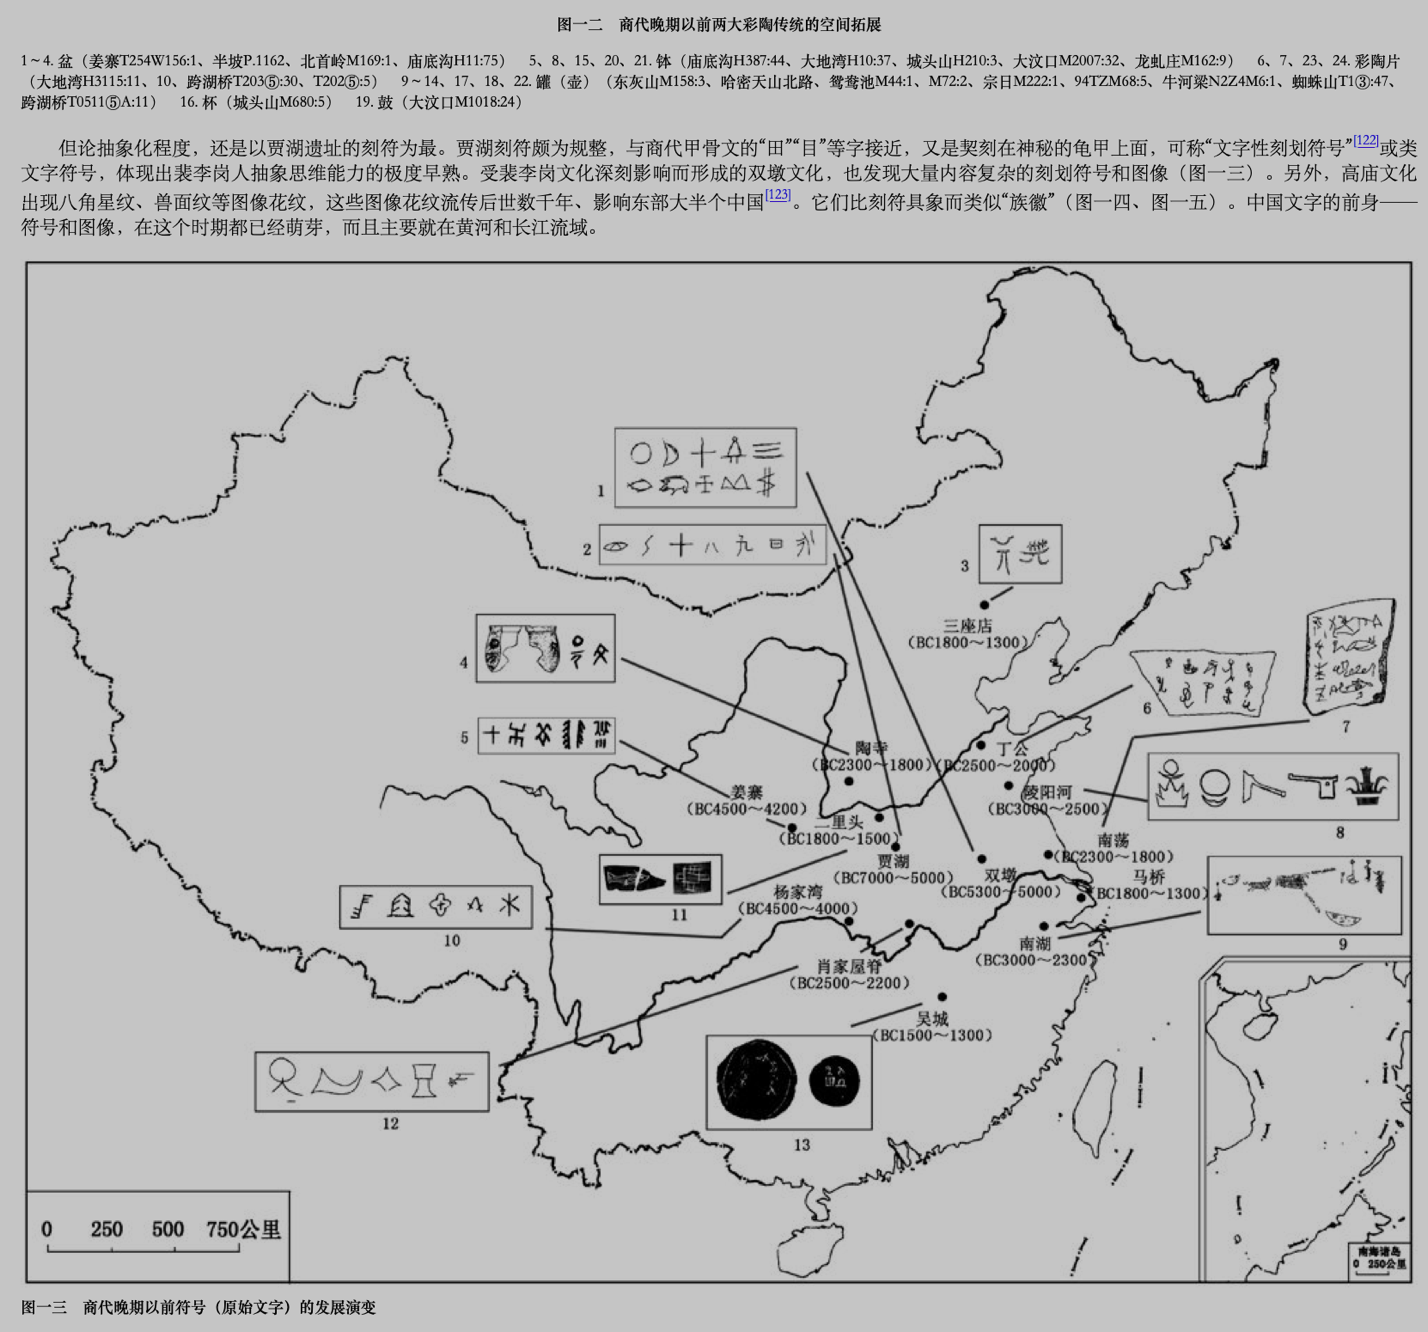 图一二　商代晚期以前两大彩陶传统的空间拓展
1～4. 盆（姜寨T254W156:1、半坡P.1162、北首岭M169:1、庙底沟H11:75）　5、8、15、20、21. 钵（庙底沟H387:44、大地湾H10:37、城头山H210:3、大汶口M2007:32、龙虬庄M162:9）　6、7、23、24. 彩陶片
（大地湾H3115:11、10、跨湖桥T203⑤:30、T202⑤:5）　9～14、17、18、22. 罐（壶）（东灰山M158:3、哈密天山北路、鸳鸯池M44:1、M72:2、宗日M222:1、94TZM68:5、牛河梁N2Z4M6:1、蜘蛛山T1③:47、
跨湖桥T0511⑤A:11）　16. 杯（城头山M680:5）　19. 鼓（大汶口M1018:24）
但论抽象化程度，还是以贾湖遗址的刻符为最。贾湖刻符颇为规整，与商代甲骨文的“田”“目”等字接近，又是契刻在神秘的龟甲上面，可称“文字性刻划符号”[122]或类
文字符号，体现出裴李岗人抽象思维能力的极度早熟。受裴李岗文化深刻影响而形成的双墩文化，也发现大量内容复杂的刻划符号和图像（图一三）。另外，高庙文化
出现八角星纹、兽面纹等图像花纹，这些图像花纹流传后世数千年、影响东部大半个中国[123]。它们比刻符具象而类似“族徽”（图一四、图一五）。中国文字的前身——
符号和图像，在这个时期都已经萌芽，而且主要就在黄河和长江流域。
1
2
3
三座店
（BC1800～1300）
4
5
6
7
陶寺
（BC2300～1800）
丁公
（BC2500～2000）
姜寨
（BC4500～4200）
陵阳河
（BC3000～2500）
8
二里头
（BC1800～1500）
南荡
（BC2300～1800）
贾湖
（BC7000～5000）
双墩
（BC5300～5000）
马桥
（BC1800～1300）
11
杨家湾
（BC4500～4000）
10
9
南湖
（BC3000～2300）
肖家屋脊
（BC2500～2200）
吴城
（BC1500～1300）
12
13
0 250 500 750公里
南海诸岛
0 250公里
图一三　商代晚期以前符号（原始文字）的发展演变